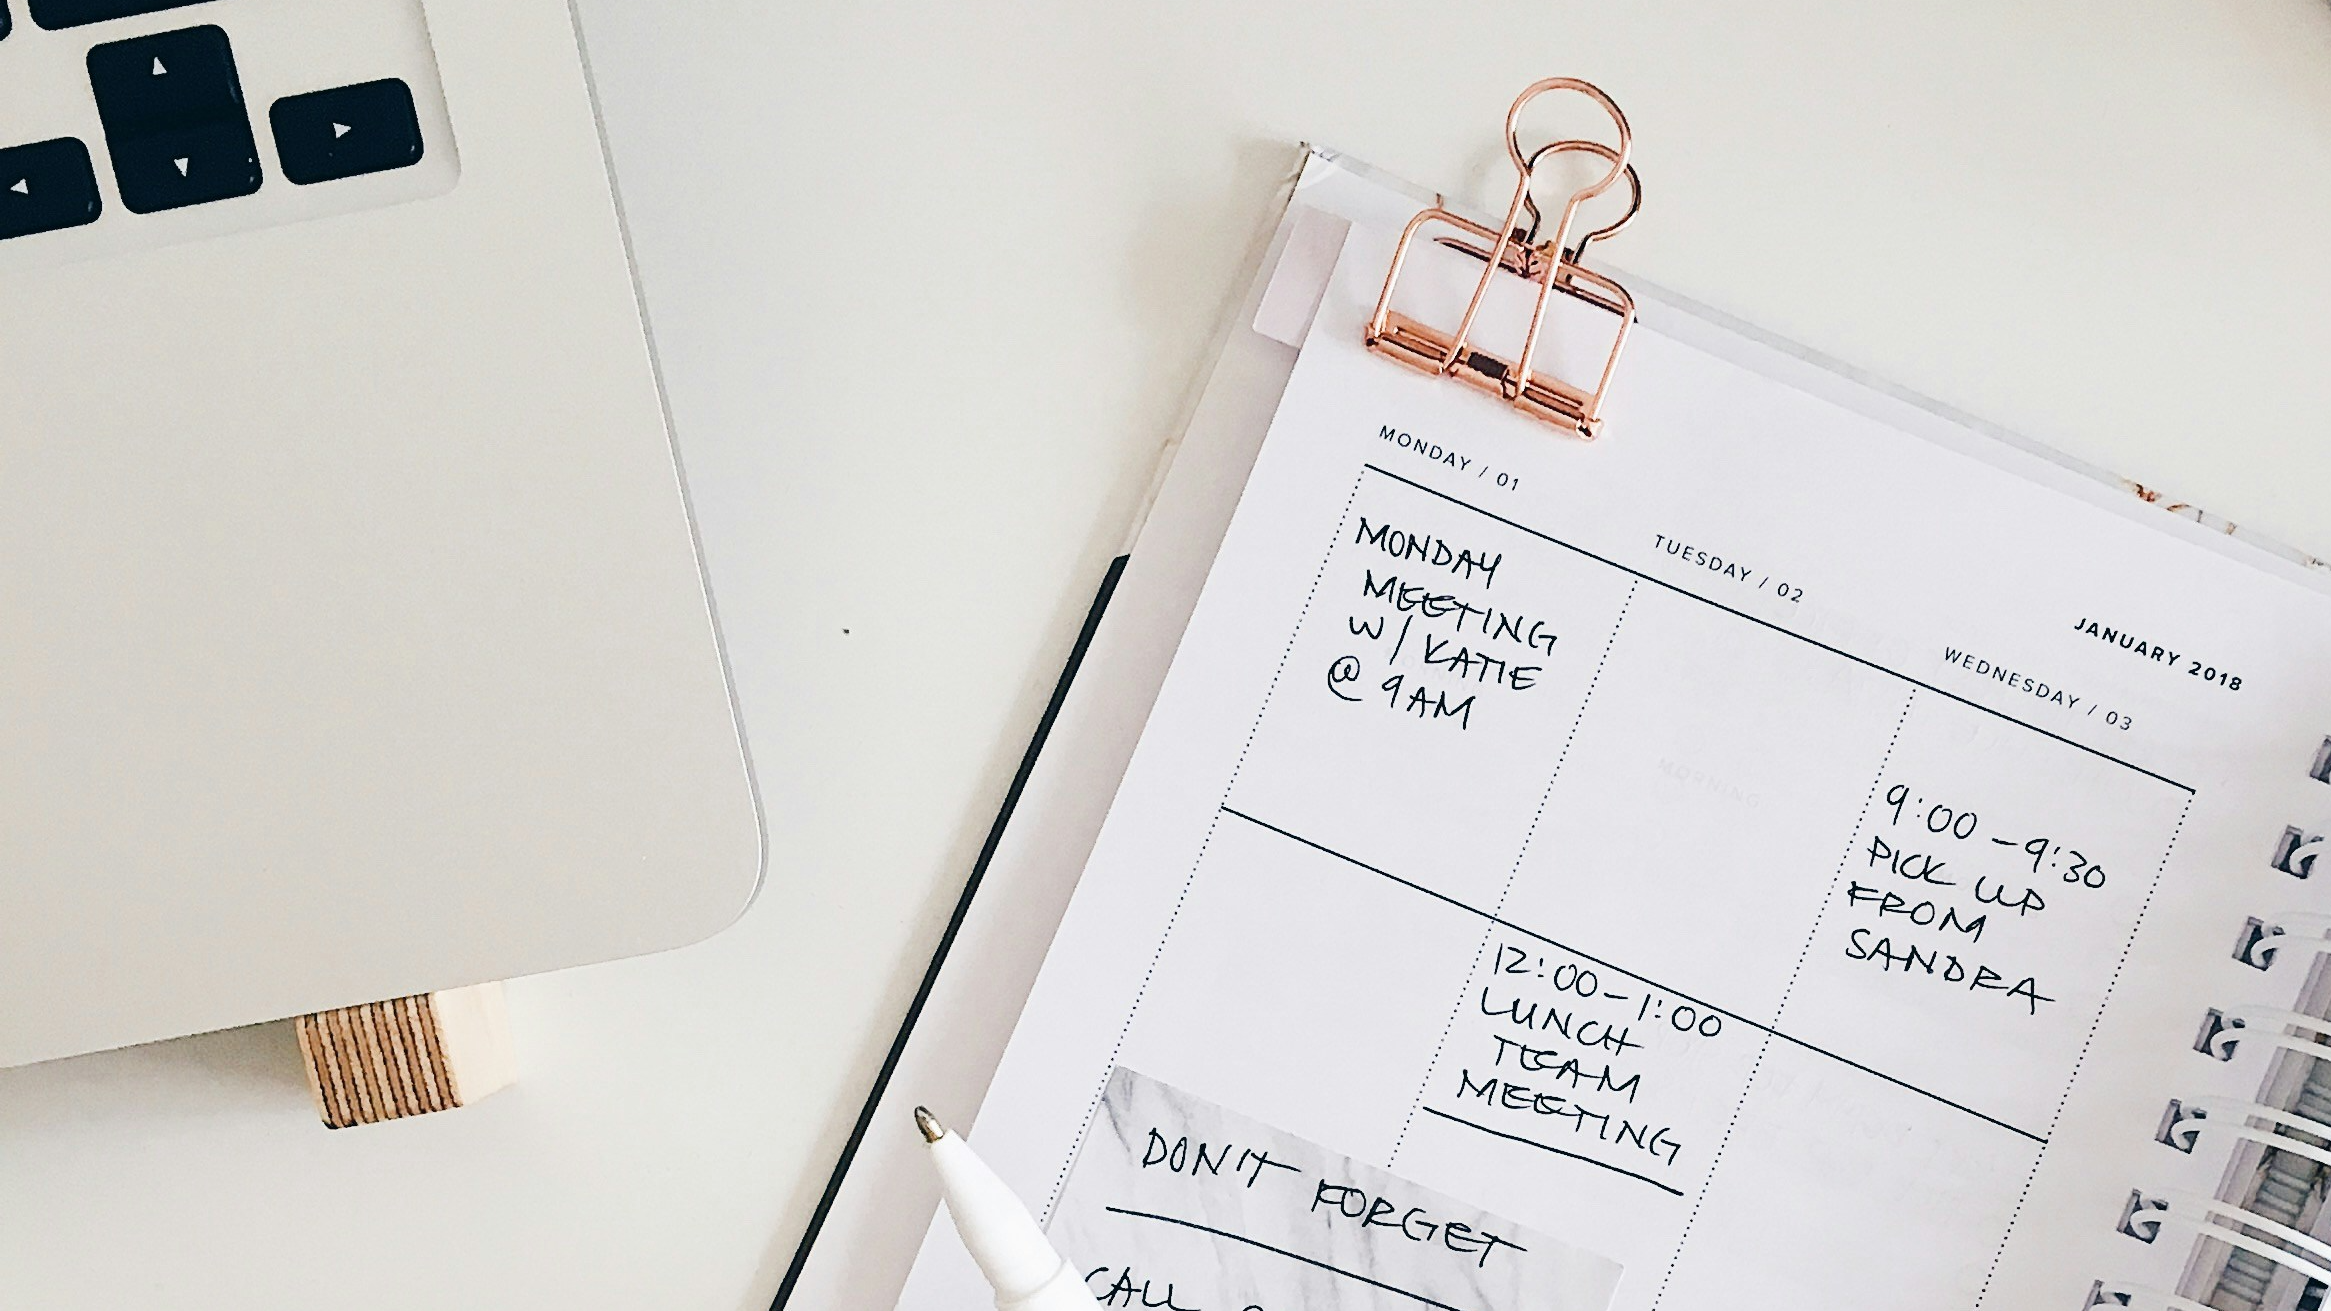 MONDAY / 01
MONDAY
MEETING
W/ KATIE
@ 9AM
TUESDAY / 02
MORNING
12:00-1:00
LUNCH
TEAM
MEETING
JANUARY 2018
WEDNESDAY / 03
9:00-9:30
PICK UP
FROM
SANDRA
DON'T FORGET
CALL